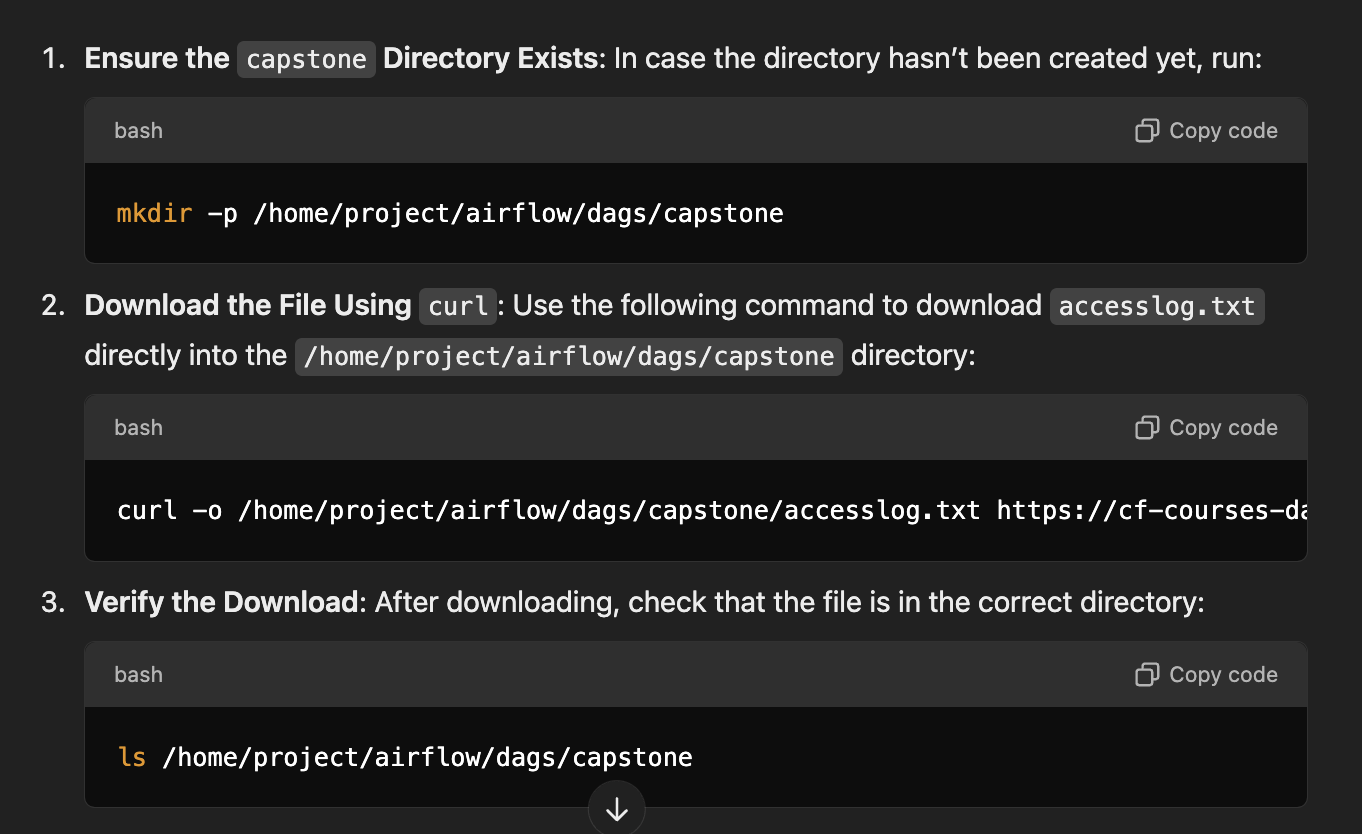 1. Ensure the capstone Directory Exists: In case the directory hasn’t been created yet, run:
bash Copy code
mkdir -p /home/project/airflow/dags/capstone
2. Download the File Using curl: Use the following command to download accesslog.txt
directly into the /home/project/airflow/dags/capstone directory:
bash Copy code
curl -o /home/project/airflow/dags/capstone/accesslog.txt https://cf-courses-da
3. Verify the Download: After downloading, check that the file is in the correct directory:
bash Copy code
ls /home/project/airflow/dags/capstone